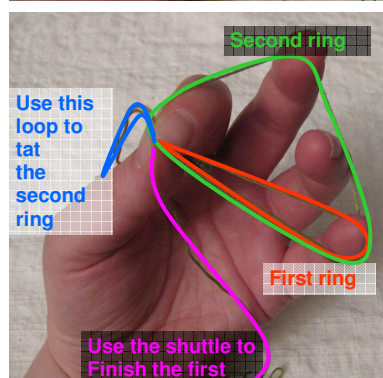 Second ring
Use this
loop to
tat
the
second
ring
First ring
Use the shuttle to
Finish the first